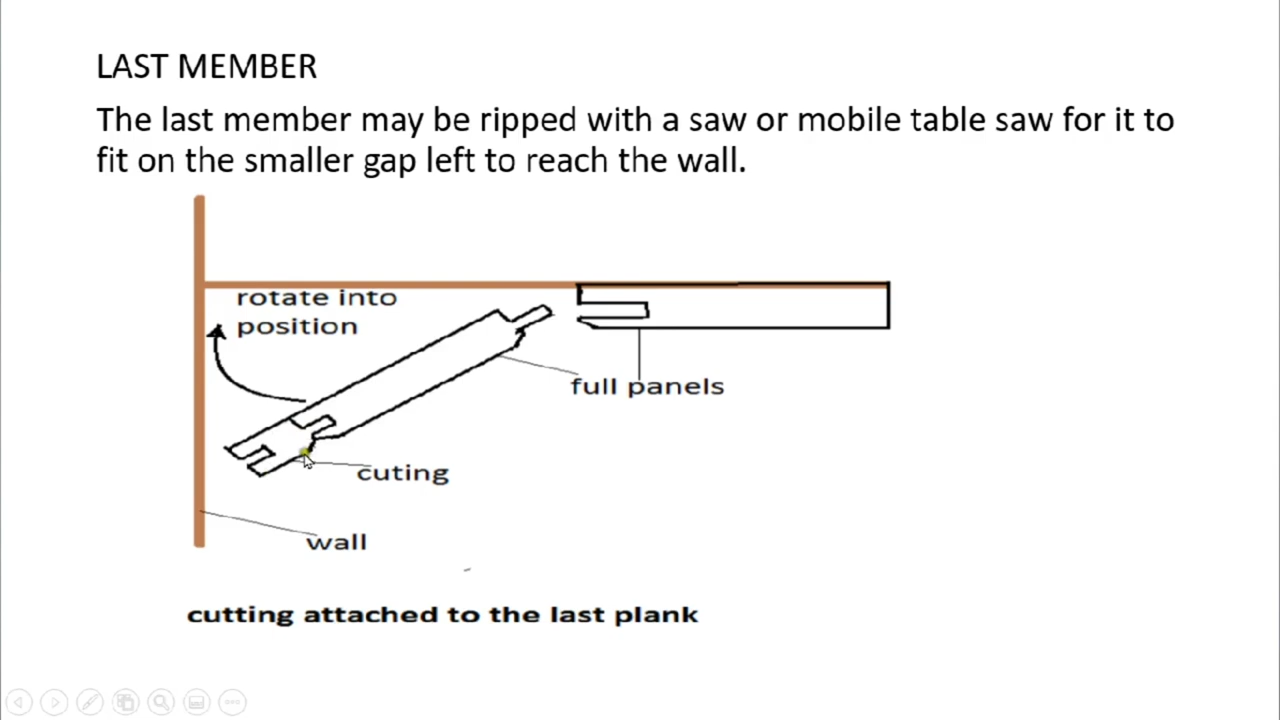 LAST MEMBER
The last member may be ripped with a saw or mobile table saw for it to
fit on the smaller gap left to reach the wall.
rotate into
position
full panels
cuting
wall
cutting attached to the last plank